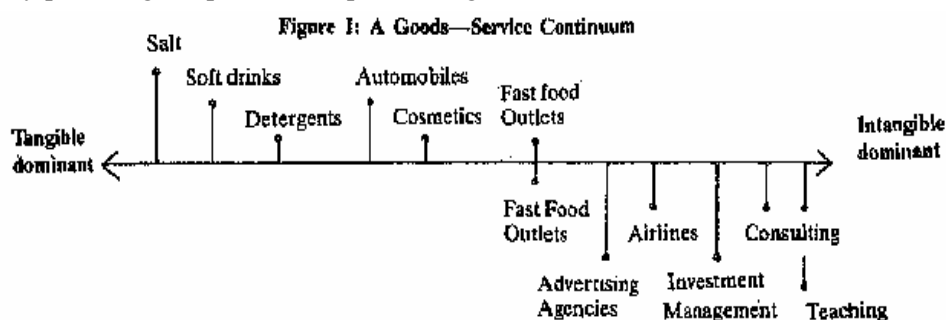 Figure 1: A Goods—Service Continuum
Salt
Soft drinks
Automobiles
Detergents
Cosmetics
Fast food
Outlets
Tangible
dominant
Intangible
dominant
Fast Food
Outlets
Airlines
Consulting
Advertising
Agencies
Investment
Management
Teaching